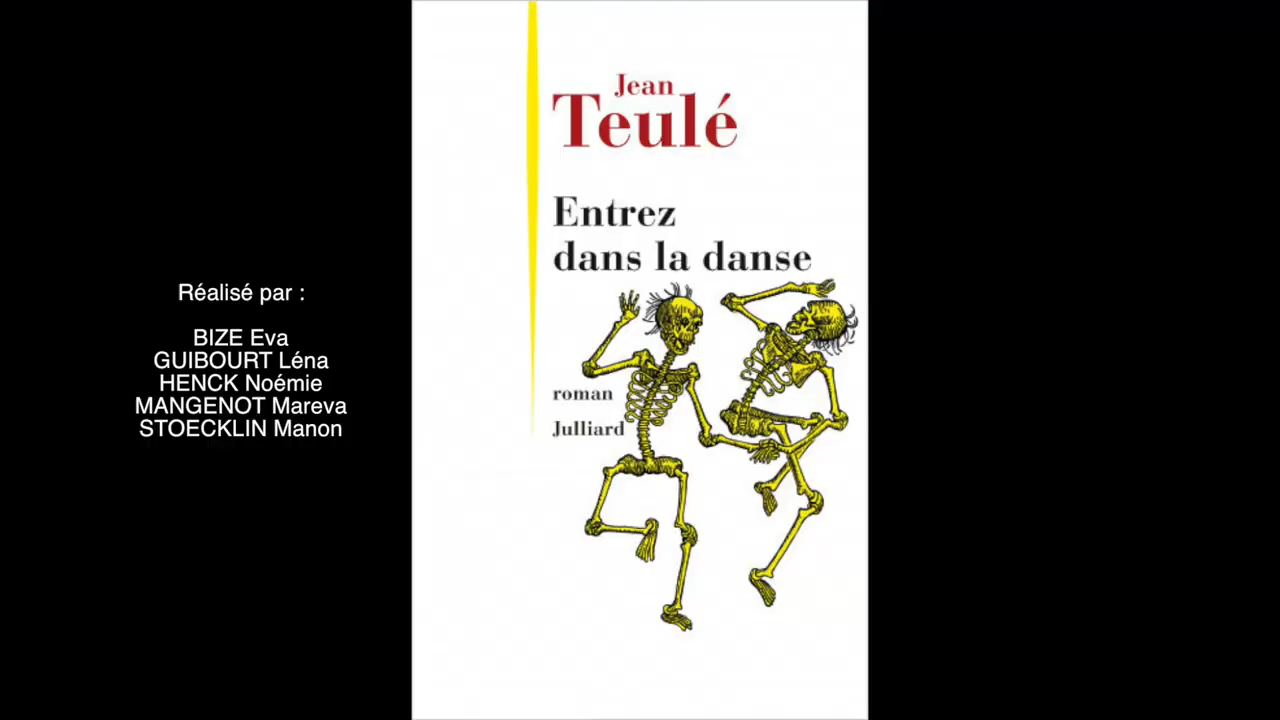 Réalisé par :
BIZE Eva
GUIBOURT Léna
HENCK Noémie
MANGENOT Mareva
STOECKLIN Manon
Jean
Teulé
Entrez
dans la danse
roman
Julliard